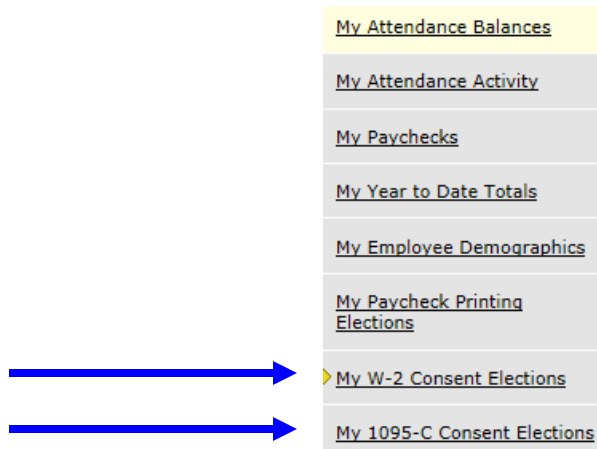 My Attendance Balances
My Attendance Activity
My Paychecks
My Year to Date Totals
My Employee Demographics
My Paycheck Printing
Elections
My W-2 Consent Elections
My 1095-C Consent Elections